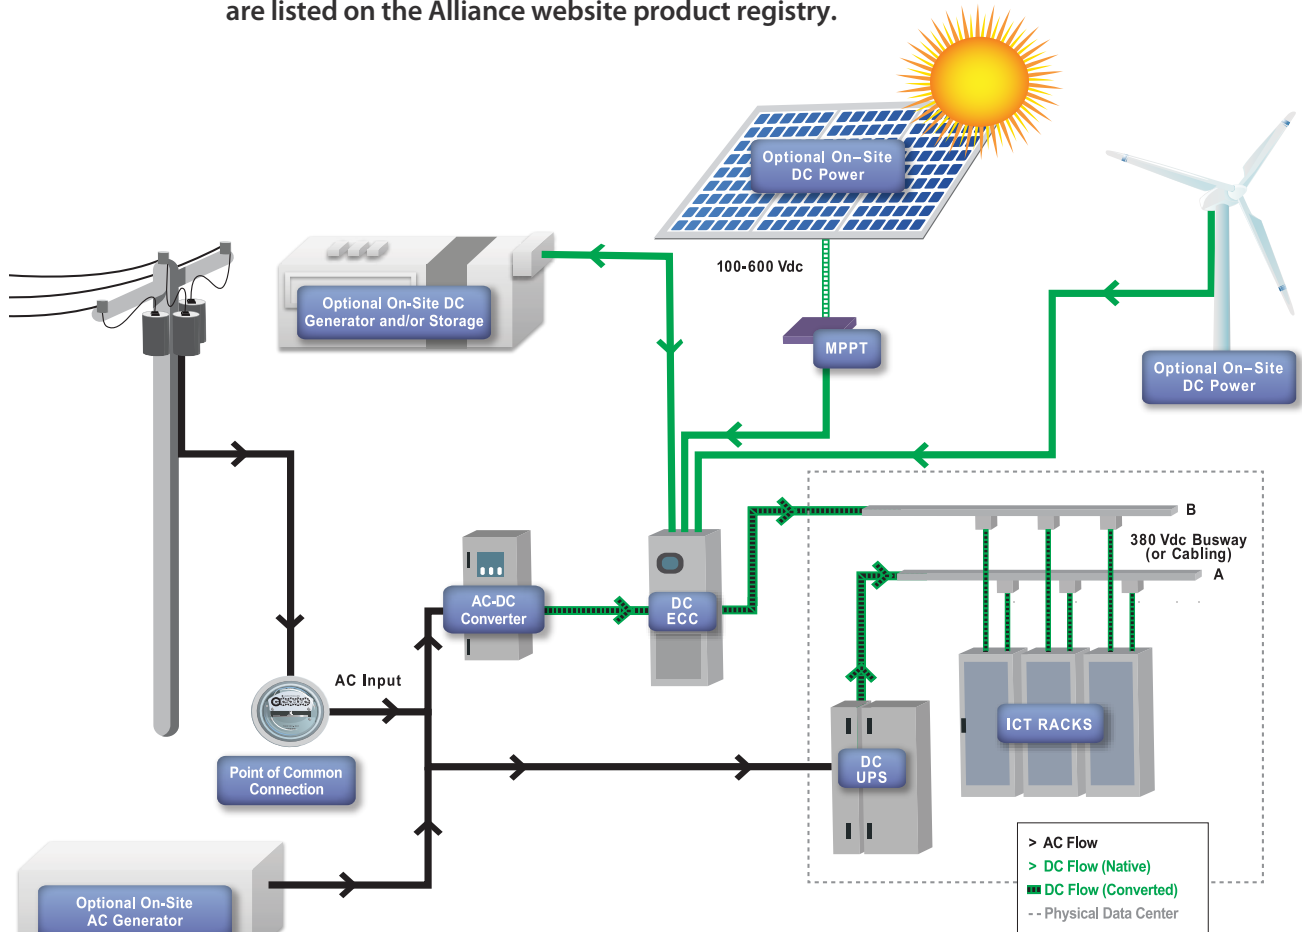 are listed on the Alliance website product registry.
Optional On-Site
DC Power
100-600 Vdc
Optional On-Site DC
Generator and/or Storage
MPPT
Optional On-Site
DC Power
B
380 Vdc Busway
(or Cabling)
A
AC-DC
Converter
DC
ECC
AC Input
ICT RACKS
DC
UPS
Point of Common
Connection
Optional On-Site
AC Generator
> AC Flow
> DC Flow (Native)
DC Flow (Converted)
-- Physical Data Center